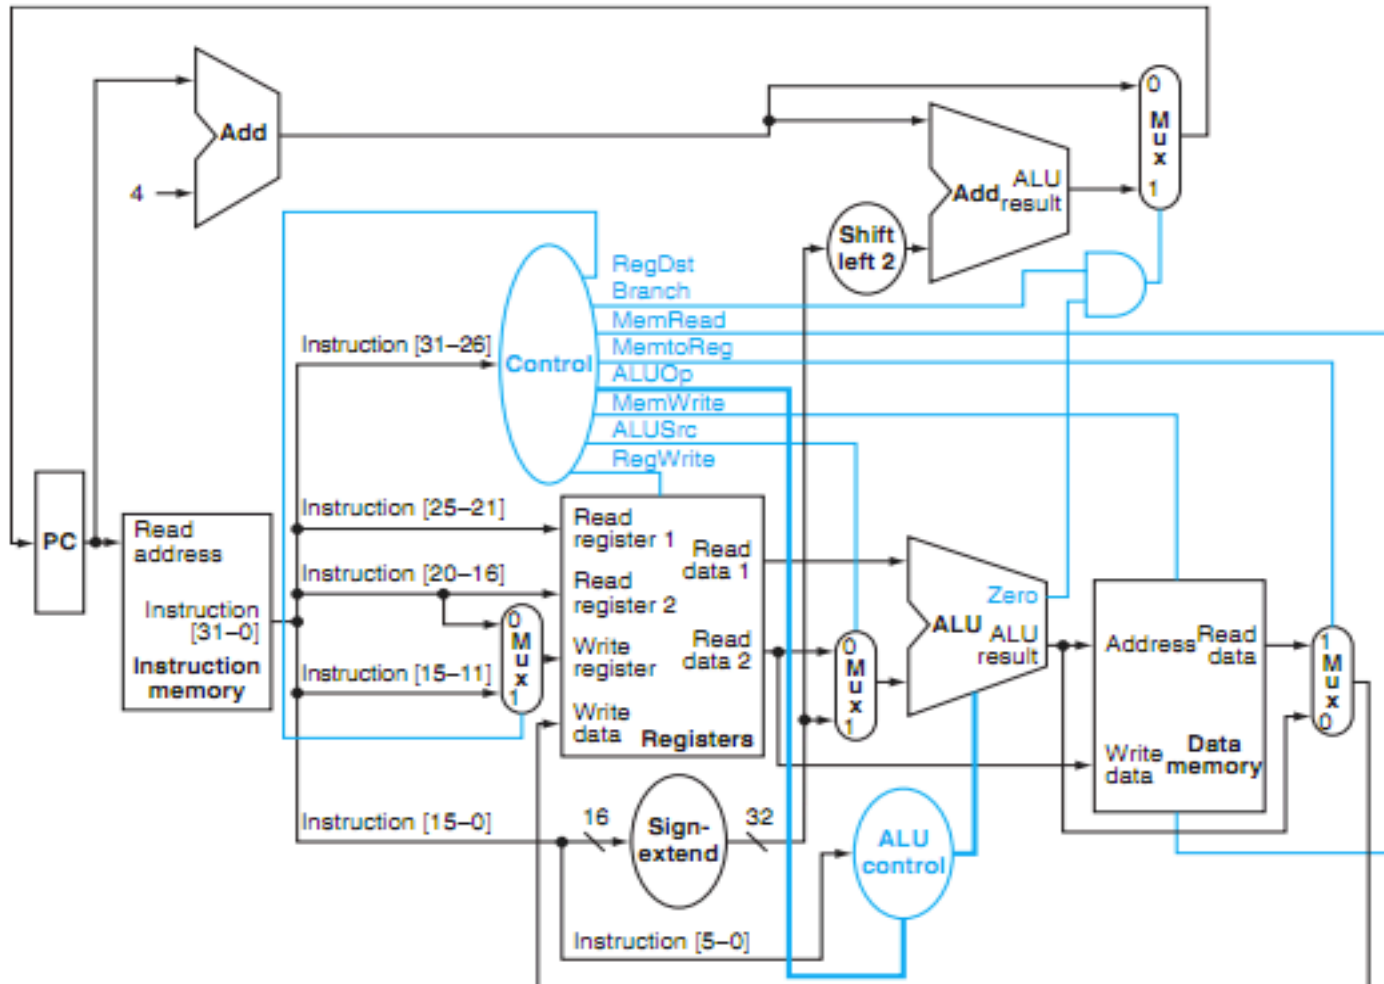 0
M
u
x
1
Add
ALU
Add result
4
Shift
left 2
RegDst
Branch
MemRead
Instruction [31–26]
MemtoReg
Control
ALUOp
MemWrite
ALUSrc
RegWrite
Instruction [25–21]
PC
Read
address
Read
register 1
Read
data 1
Instruction [20–16]
Read
register 2
Zero
Instruction
[31–0]
0
M
u
x
1
Write
register
Read
data 2
0
M
u
x
1
ALU
ALU
result
Address
Read
data
1
M
u
x
0
Instruction
memory
Instruction [15–11]
Write
data
Registers
Write
data
Data
memory
Instruction [15–0]
16
Sign-
extend
32
ALU
control
Instruction [5–0]